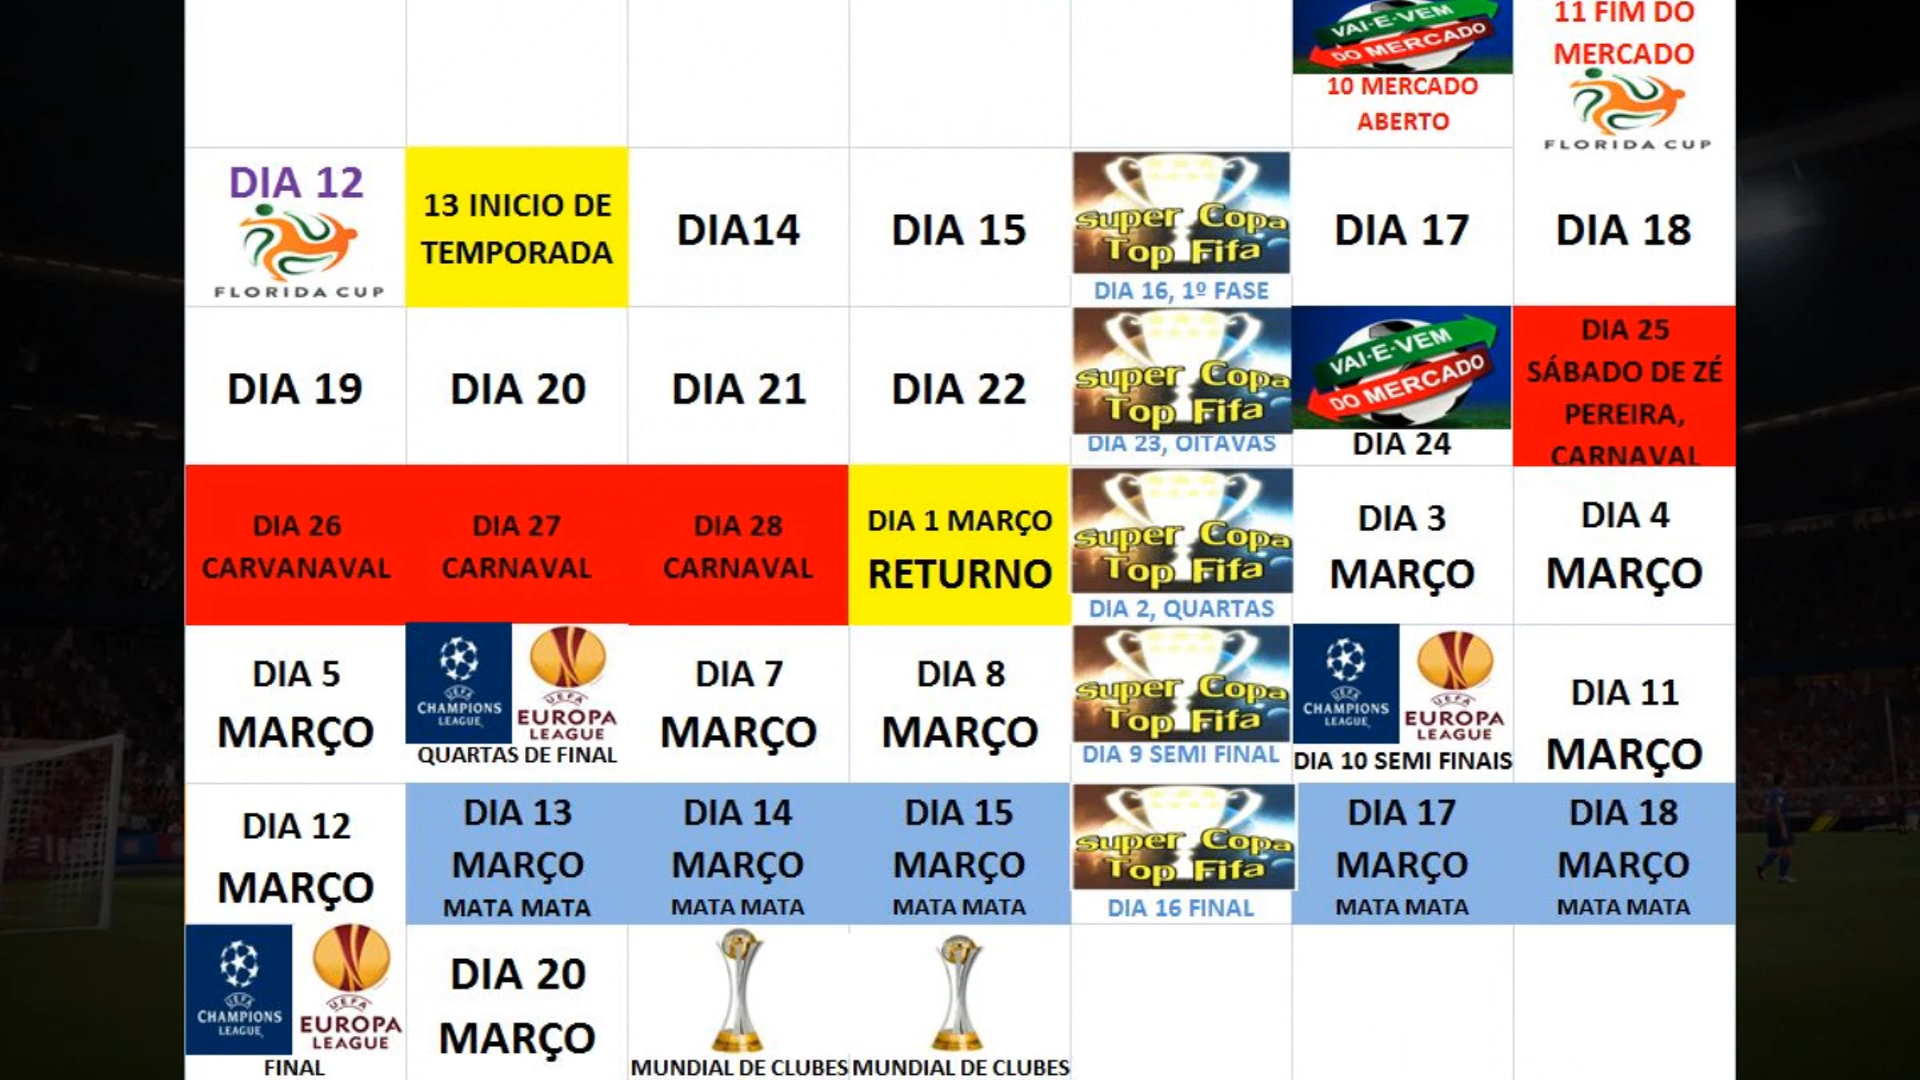 VAI-E-VEM
DO MERCADO
10 MERCADO
ABERTO
11 FIM DO
MERCADO
FLORIDA CUP
DIA 12
FLORIDA CUP
13 INICIO DE
TEMPORADA
DIA14
DIA 15
Super Copa
Top Fifa
DIA 16, 1º FASE
DIA 17
DIA 18
DIA 19
DIA 20
DIA 21
DIA 22
Super Copa
Top Fifa
DIA 23, OITAVAS
VAI-E-VEM
DO MERCADO
DIA 24
DIA 25
SÁBADO DE ZÉ
PEREIRA,
CARNAVAL
DIA 26
CARVANAVAL
DIA 27
CARNAVAL
DIA 28
CARNAVAL
DIA 1 MARÇO
RETURNO
Super Copa
Top Fifa
DIA 2, QUARTAS
DIA 3
MARÇO
DIA 4
MARÇO
DIA 5
MARÇO
UEFA
CHAMPIONS
LEAGUE
UEFA
EUROPA
LEAGUE
QUARTAS DE FINAL
DIA 7
MARÇO
DIA 8
MARÇO
Super Copa
Top Fifa
DIA 9 SEMI FINAL
UEFA
CHAMPIONS
LEAGUE
UEFA
EUROPA
LEAGUE
DIA 10 SEMI FINAIS
DIA 11
MARÇO
DIA 12
MARÇO
DIA 13
MARÇO
MATA MATA
DIA 14
MARÇO
MATA MATA
DIA 15
MARÇO
MATA MATA
Super Copa
Top Fifa
DIA 16 FINAL
DIA 17
MARÇO
MATA MATA
DIA 18
MARÇO
MATA MATA
UEFA
CHAMPIONS
LEAGUE
UEFA
EUROPA
LEAGUE
FINAL
DIA 20
MARÇO
MUNDIAL DE CLUBES
MUNDIAL DE CLUBES